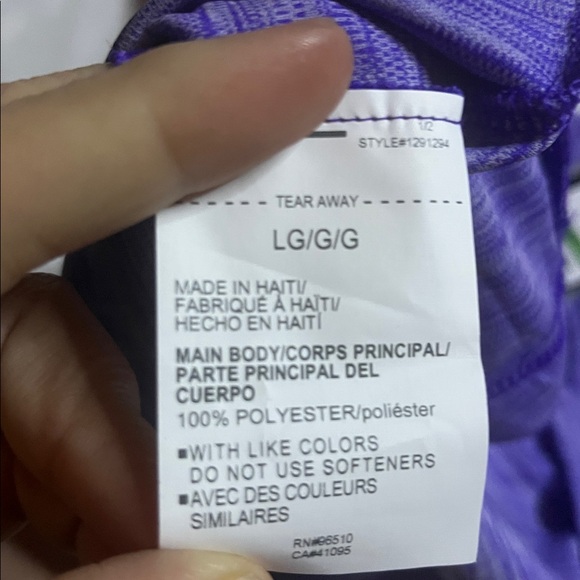 1/2
STYLE#1291294
TEAR AWAY
LG/G/G
MADE IN HAITI/
FABRIQUÉ À HAÏTI/
HECHO EN HAITÍ
MAIN BODY/CORPS PRINCIPAL/
PARTE PRINCIPAL DEL
CUERPO
100% POLYESTER/poliéster
■WITH LIKE COLORS
DO NOT USE SOFTENERS
■AVEC DES COULEURS
SIMILAIRES
RN#96510
CA#41095